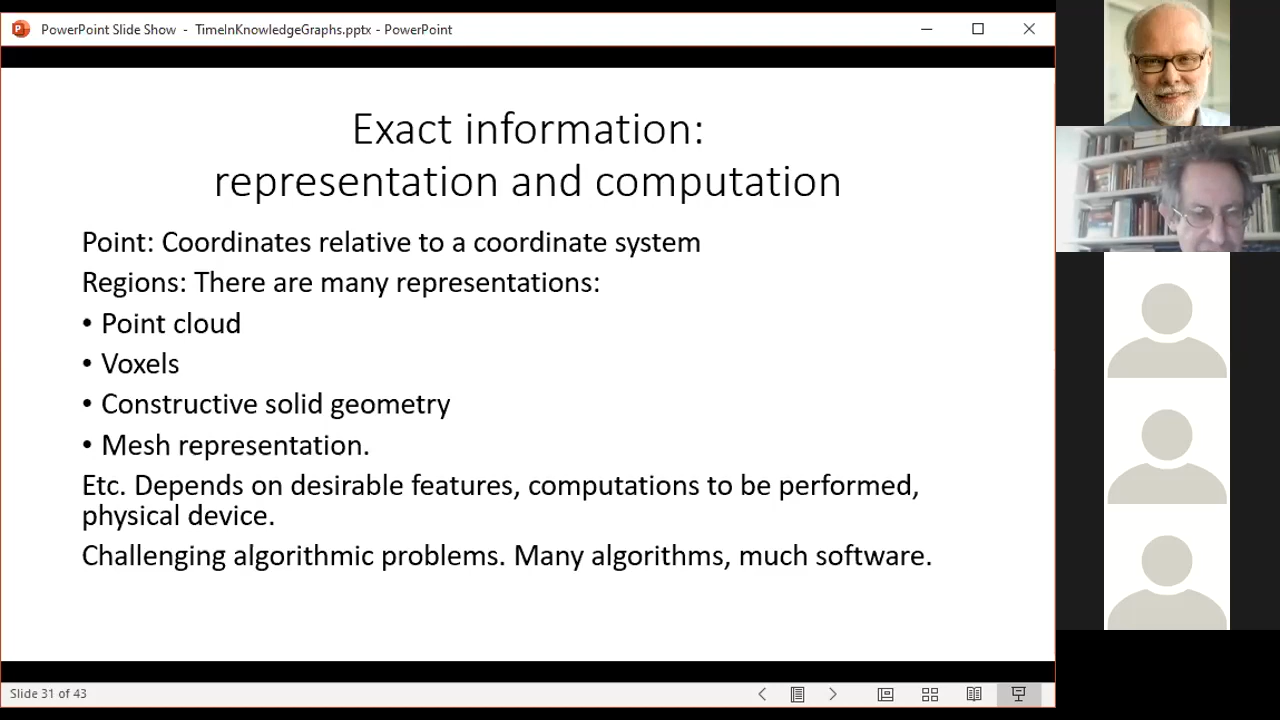 PowerPoint Slide Show - TimeInKnowledgeGraphs.pptx - PowerPoint
Exact information:
representation and computation
Point: Coordinates relative to a coordinate system
Regions: There are many representations:
• Point cloud
• Voxels
• Constructive solid geometry
• Mesh representation.
Etc. Depends on desirable features, computations to be performed,
physical device.
Challenging algorithmic problems. Many algorithms, much software.
Slide 31 of 43